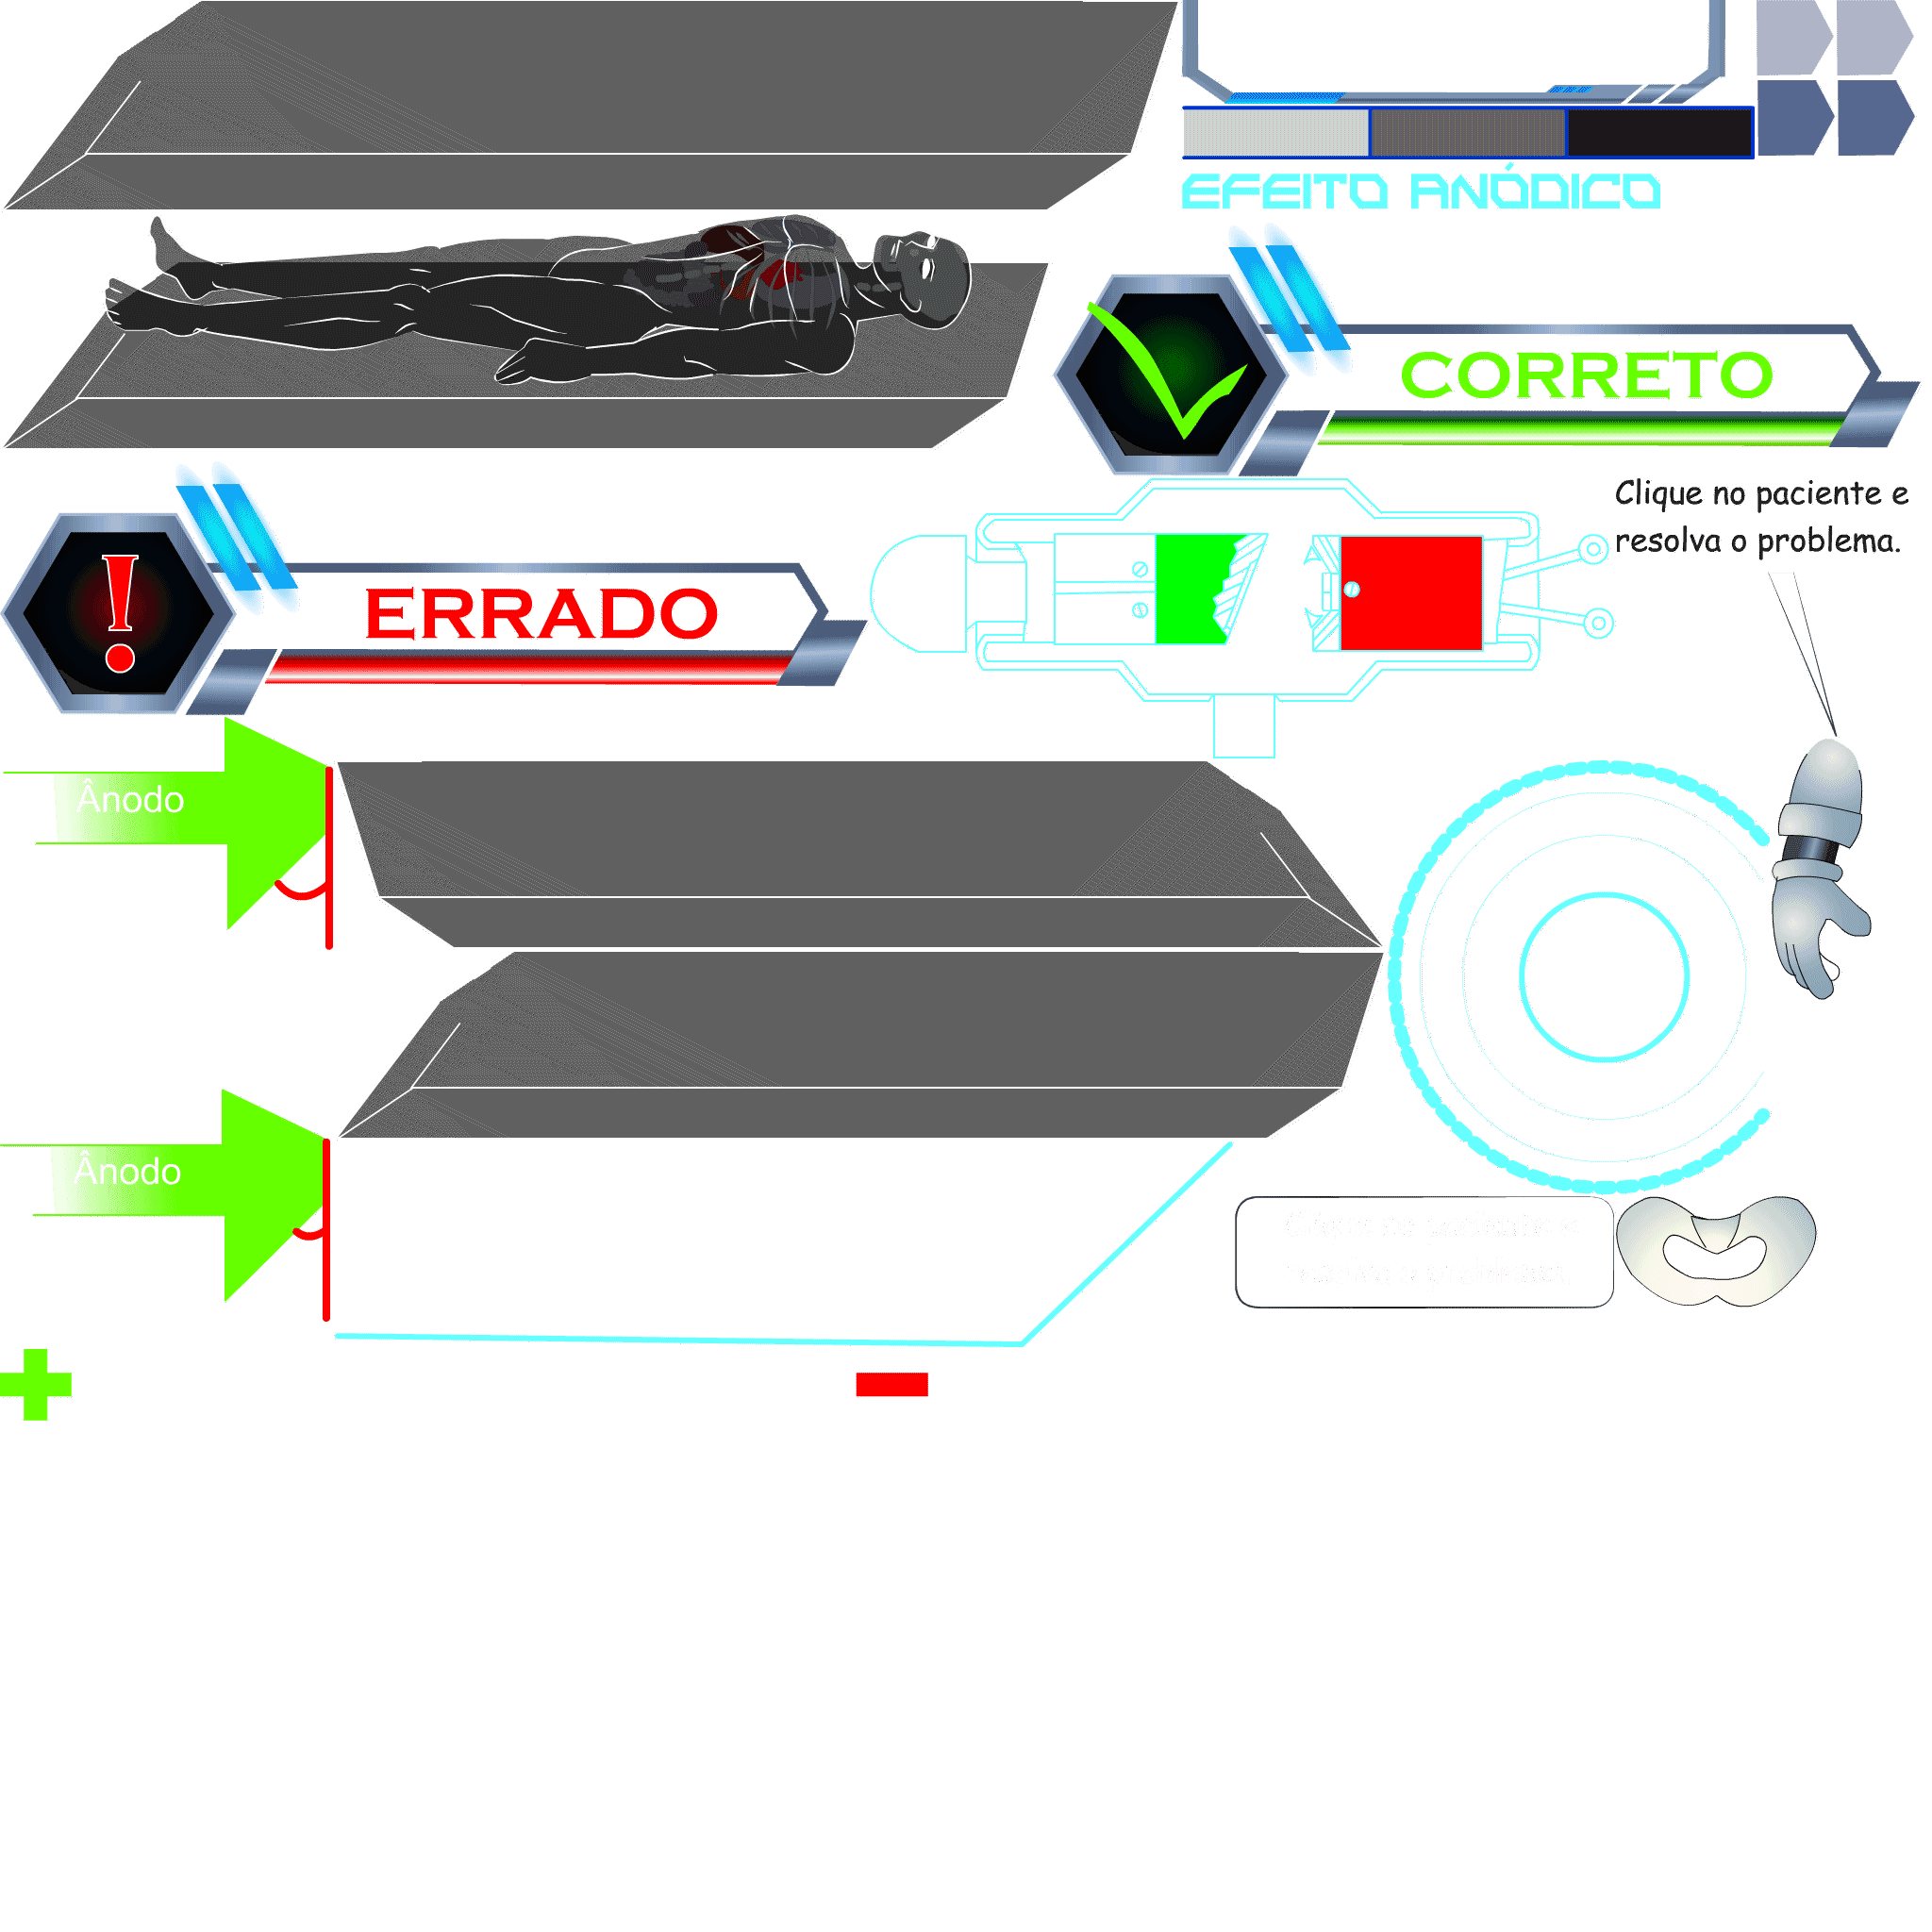 EFEITO ANÓDICO
CORRETO
Clique no paciente e
resolva o problema.
ERRADO
Ânodo
Ânodo